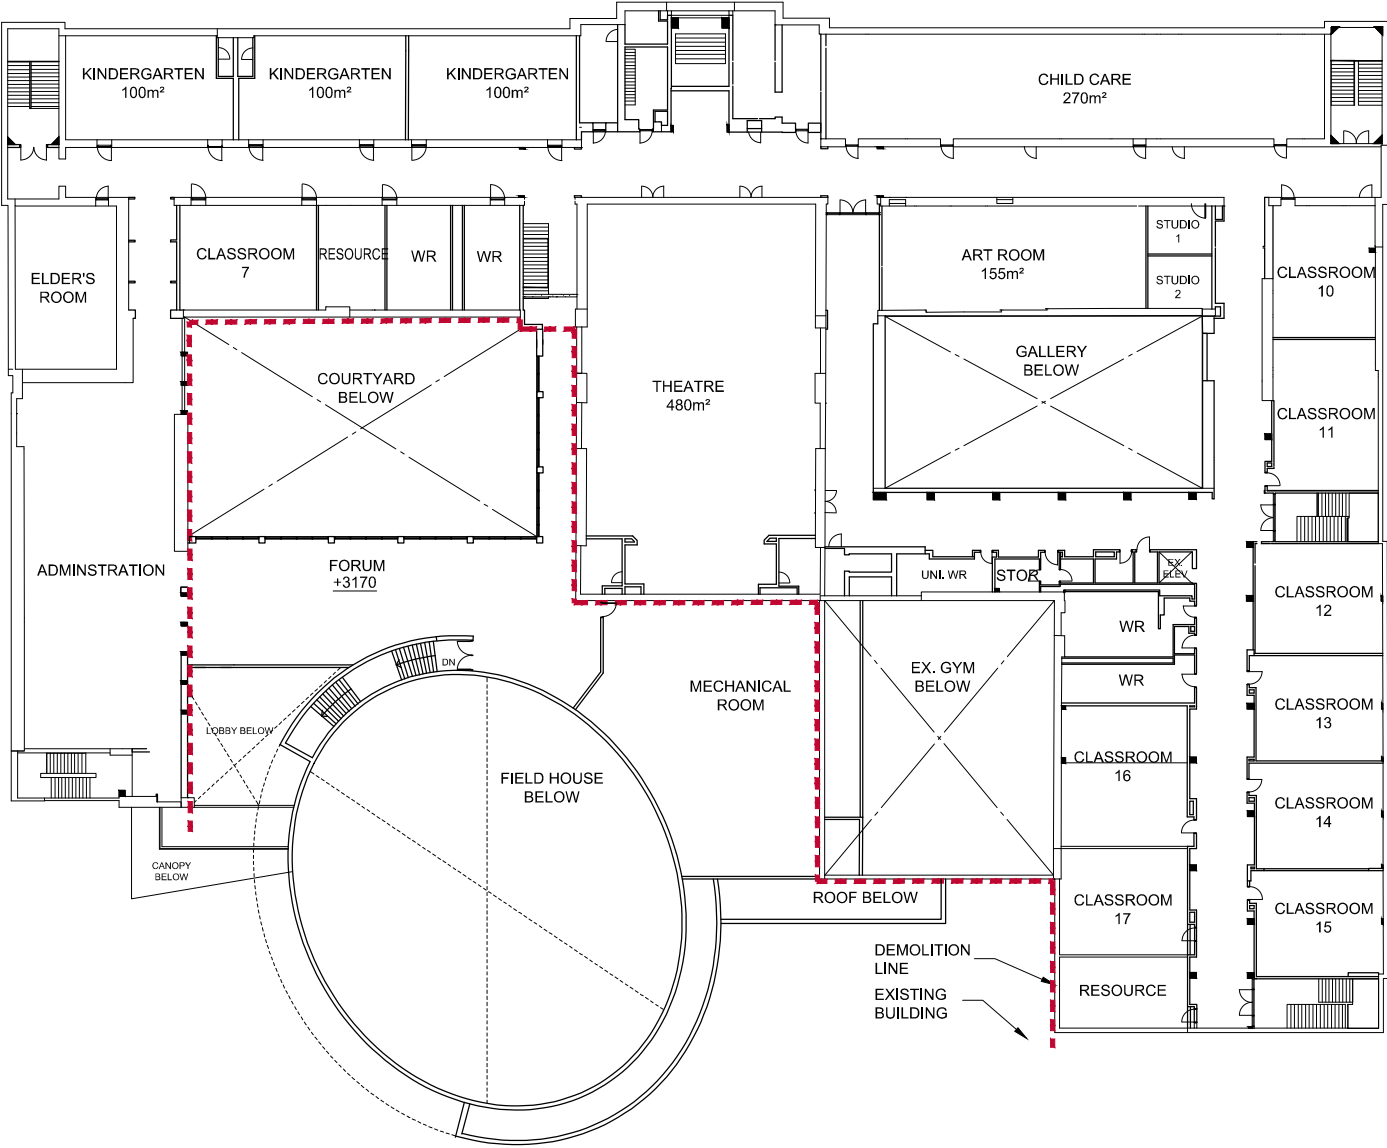 KINDERGARTEN
100m²
KINDERGARTEN
100m²
KINDERGARTEN
100m²
CHILD CARE
270m²
ELDER'S
ROOM
CLASSROOM
7
RESOURCE
WR
WR
ART ROOM
155m²
STUDIO
1
STUDIO
2
CLASSROOM
10
COURTYARD
BELOW
THEATRE
480m²
GALLERY
BELOW
CLASSROOM
11
ADMINSTRATION
FORUM
+3170
UNI. WR
STOR
EX.
ELEV
CLASSROOM
12
WR
WR
DN
LOBBY BELOW
MECHANICAL
ROOM
EX. GYM
BELOW
CLASSROOM
13
FIELD HOUSE
BELOW
CLASSROOM
16
CLASSROOM
14
CANOPY
BELOW
ROOF BELOW
CLASSROOM
17
CLASSROOM
15
DEMOLITION
LINE
EXISTING
BUILDING
RESOURCE